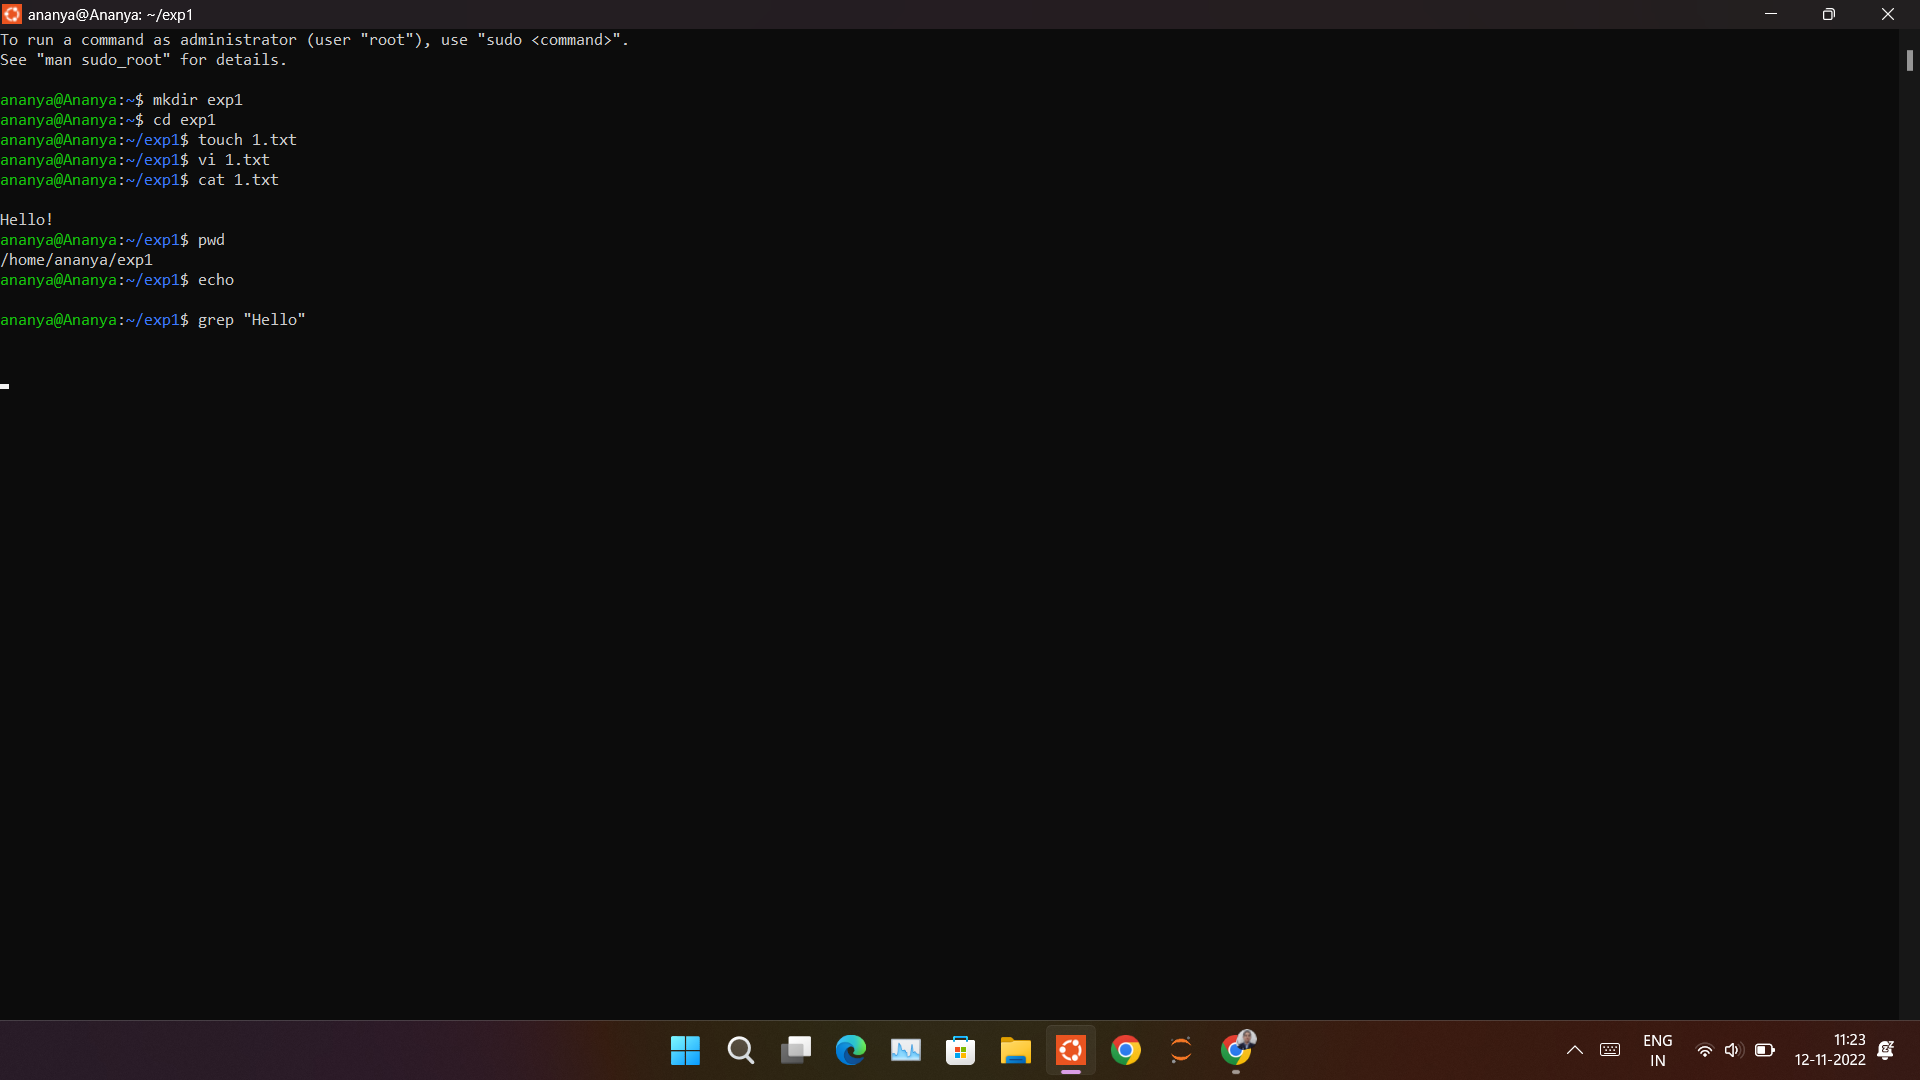 ananya@Ananya: ~/exp1
To run a command as administrator (user "root"), use "sudo <command>".
See "man sudo_root" for details.
ananya@Ananya:~$ mkdir exp1
ananya@Ananya:~$ cd exp1
ananya@Ananya:~/exp1$ touch 1.txt
ananya@Ananya:~/exp1$ vi 1.txt
ananya@Ananya:~/exp1$ cat 1.txt
Hello!
ananya@Ananya:~/exp1$ pwd
/home/ananya/exp1
ananya@Ananya:~/exp1$ echo
ananya@Ananya:~/exp1$ grep "Hello"
ENG
IN
11:23
12-11-2022